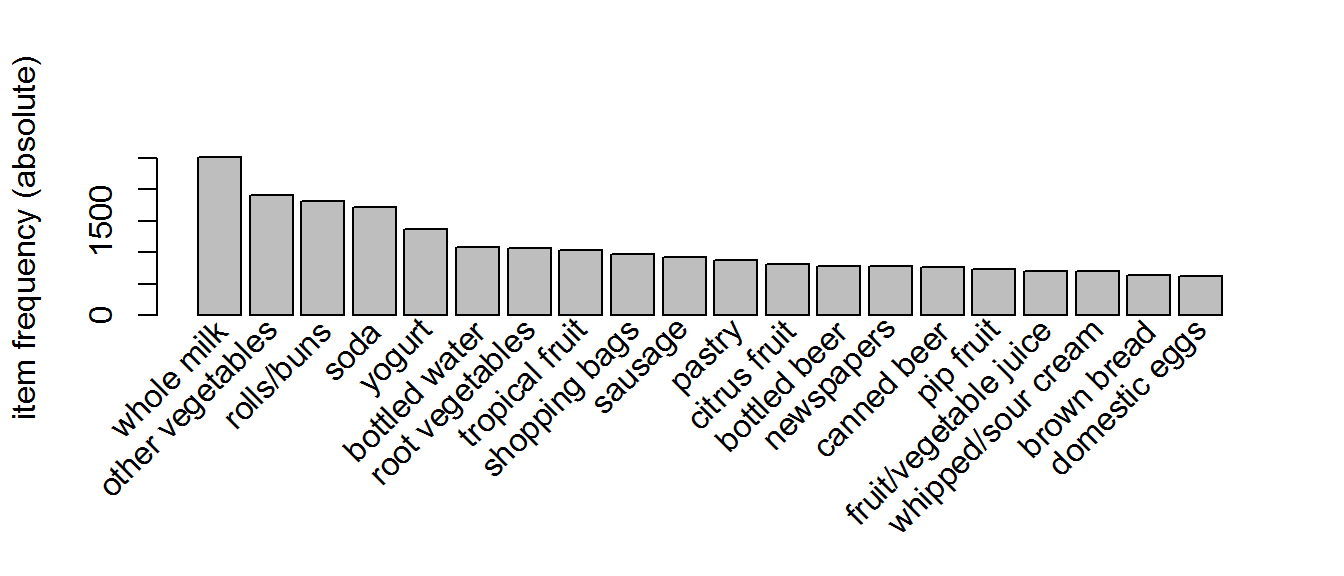 item frequency (absolute)
1500
0
whole milk
other vegetables
rolls/buns
soda
yogurt
bottled water
root vegetables
tropical fruit
shopping bags
sausage
pastry
citrus fruit
bottled beer
newspapers
canned beer
pip fruit
fruit/vegetable juice
whipped/sour cream
brown bread
domestic eggs